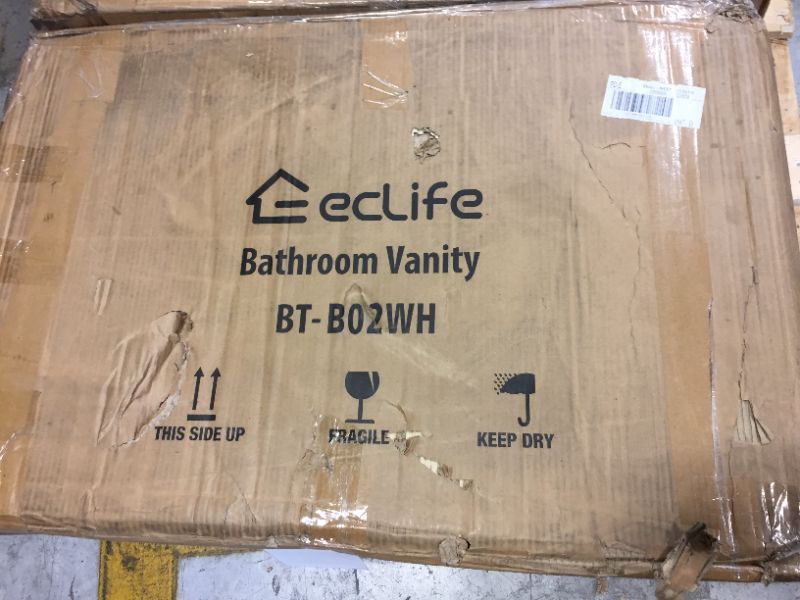 ecLife
Bathroom Vanity
BT-B02WH
THIS SIDE UP
FRAGILE
KEEP DRY